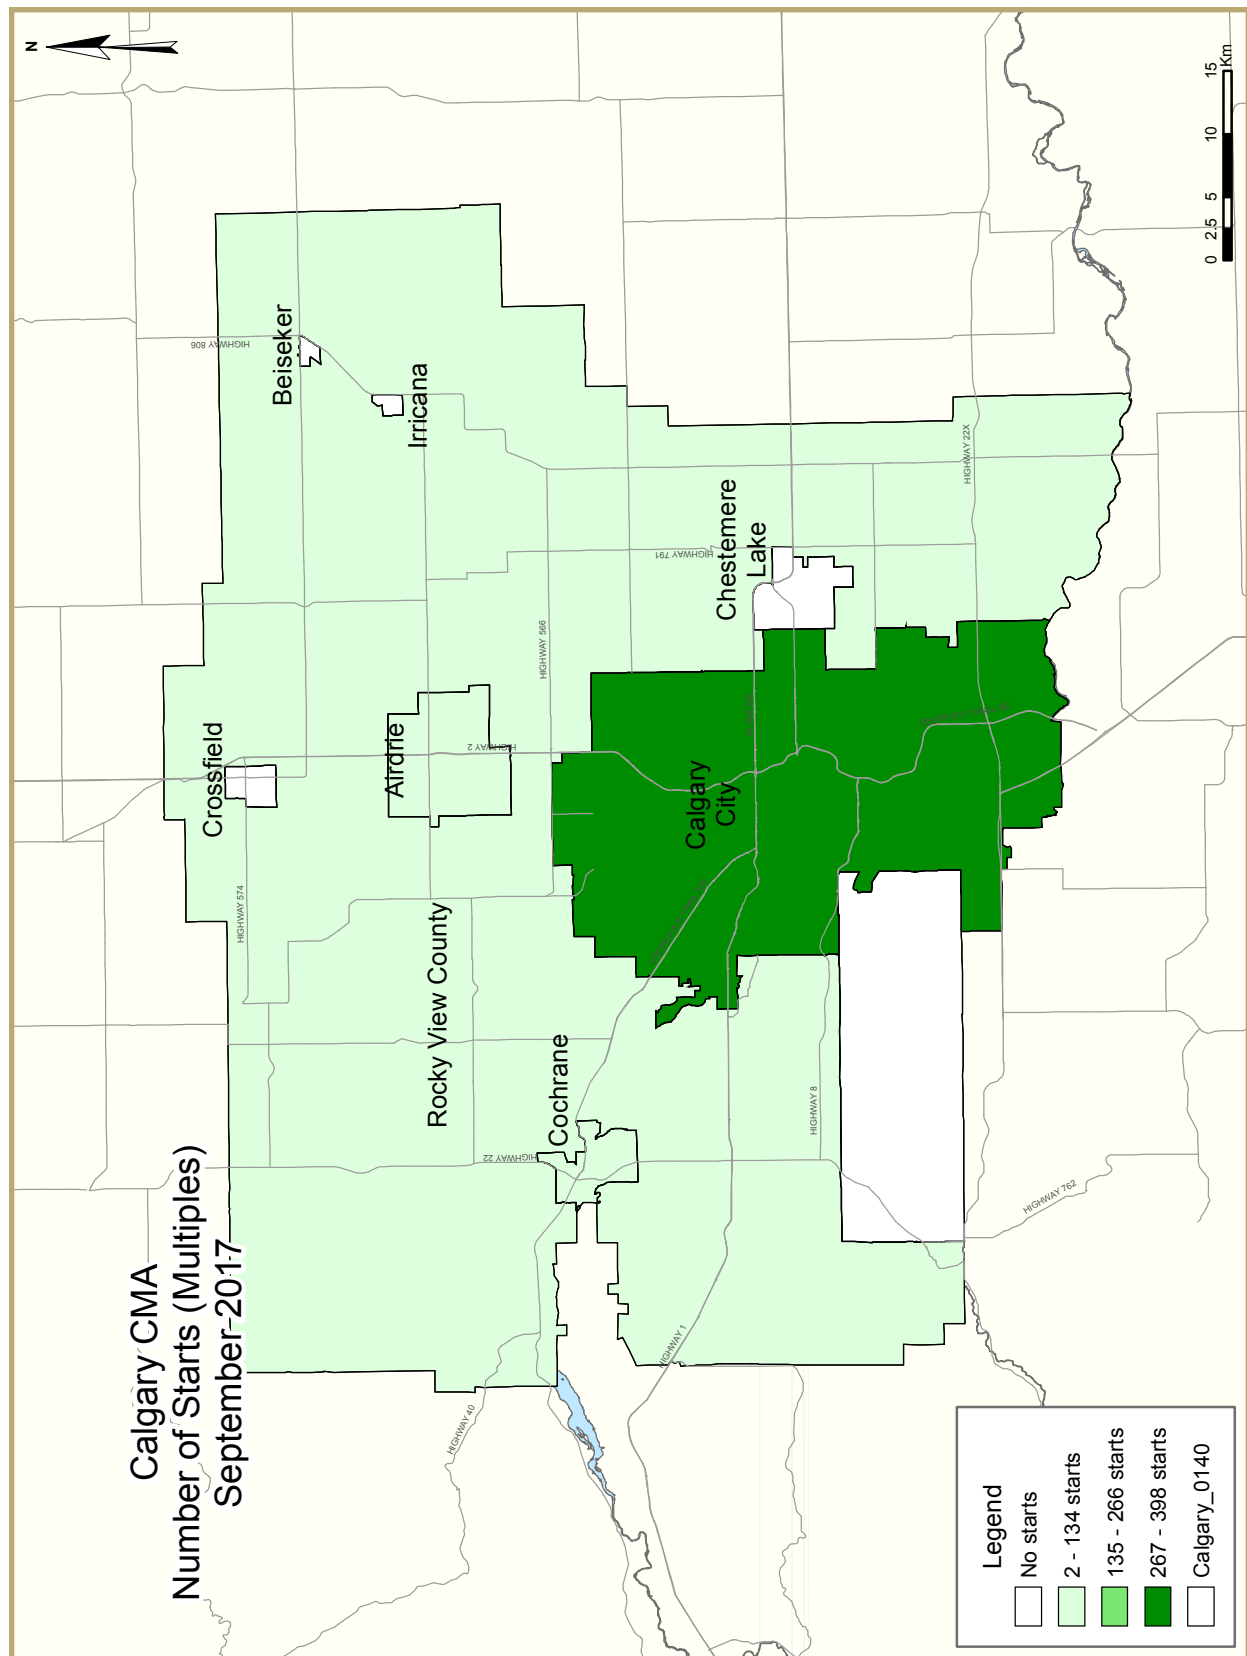 Calgary CMA
Number of Starts (Multiples)
September 2017
N
Crossfield
Beiseker
Irricana
Airdrie
Rocky View County
Cochrane
Chestemere
Lake
Calgary
City
HIGHWAY 574
HIGHWAY 806
HIGHWAY 2
HIGHWAY 566
HIGHWAY 791
HIGHWAY 22
HIGHWAY 22X
HIGHWAY 8
HIGHWAY 1
HIGHWAY 40
HIGHWAY 762
Legend
No starts
2 - 134 starts
135 - 266 starts
267 - 398 starts
Calgary_0140
0 2.5 5 10 15
Km